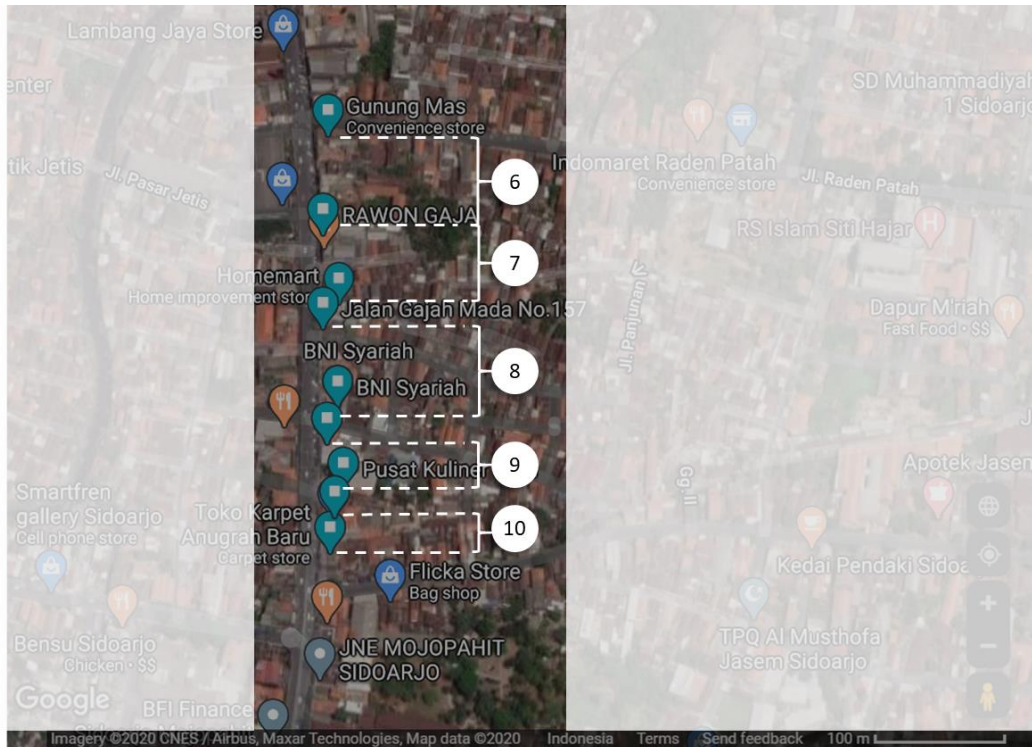 Lambang Jaya Store
enter
Gunung Mas
Convenience store
SD Muhammadiyah
1 Sidoarjo
tik Jetis
Jl. Pasar Jetis
Indomaret Raden Patah
Convenience store
Jl. Raden Patah
6
RAWON GAJA
RS Islam Siti Hajar
7
Homemart
Home improvement stor
Jl. Panjunan
Jalan Gajah Mada No.157
Dapur M'riah
Fast Food · $$
BNI Syariah
8
BNI Syariah
9
Pusat Kuliner
Gg.II
Apotek Jasem
Smartfren
gallery Sidoarjo
Cell phone store
Toko Karpet
Anugrah Baru
Carpet store
10
Flicka Store
Bag shop
Kedai Pendaki Sidoa
Bensu Sidoarjo
Chicken · $$
JNE MOJOPAHIT
SIDOARJO
TPQ Al Musthofa
Jasem Sidoarjo
Google
BFI Finance
Imagery ©2020 CNES / Airbus, Maxar Technologies, Map data ©2020 Indonesia Terms Send feedback 100 m